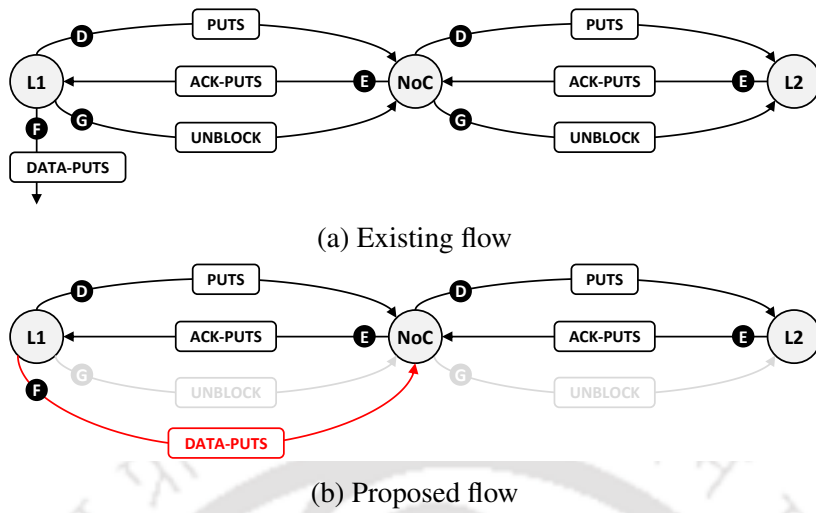 D PUTS D PUTS
L1 ACK-PUTS E NoC ACK-PUTS E L2
F G UNBLOCK G UNBLOCK
DATA-PUTS
(a) Existing flow
D PUTS D PUTS
L1 ACK-PUTS E NoC ACK-PUTS E L2
F G UNBLOCK G UNBLOCK
DATA-PUTS
(b) Proposed flow